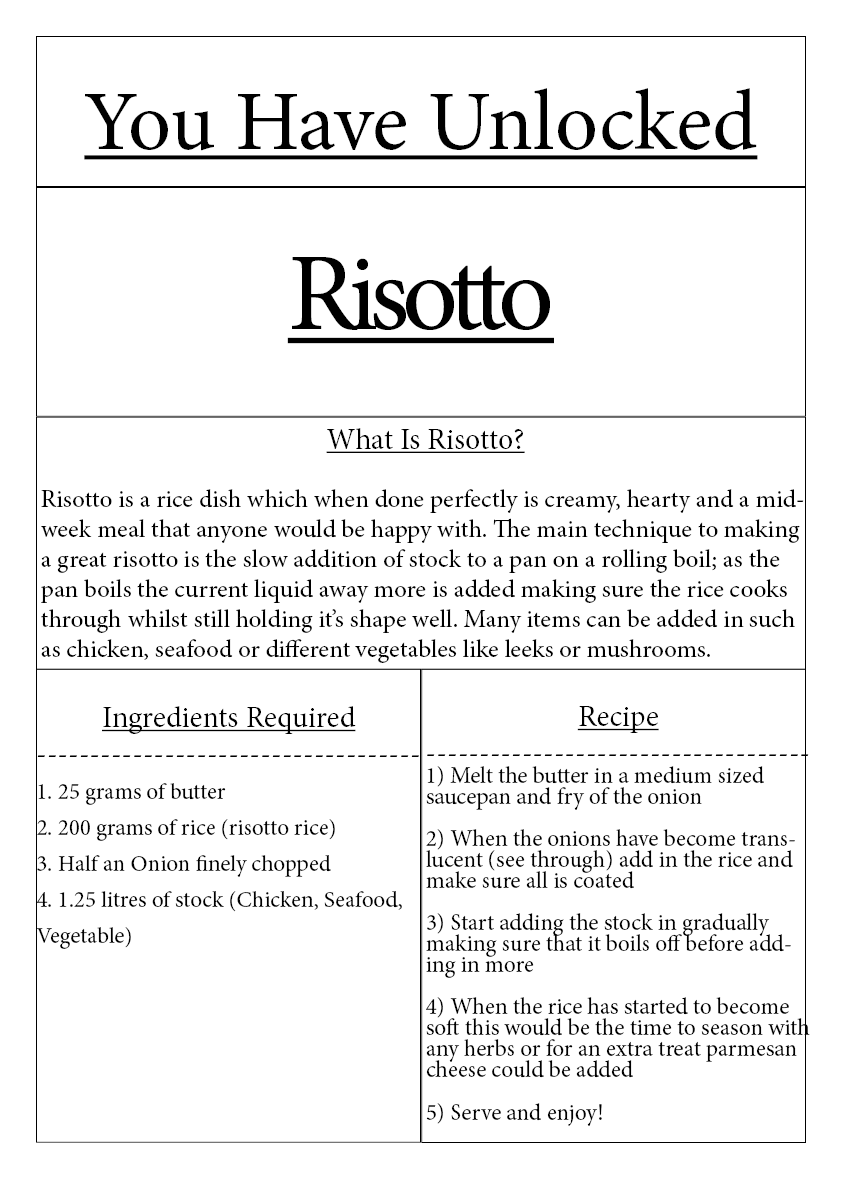 You Have Unlocked
Risotto
What Is Risotto?
Risotto is a rice dish which when done perfectly is creamy, hearty and a mid-
week meal that anyone would be happy with. The main technique to making
a great risotto is the slow addition of stock to a pan on a rolling boil; as the
pan boils the current liquid away more is added making sure the rice cooks
through whilst still holding it’s shape well. Many items can be added in such
as chicken, seafood or different vegetables like leeks or mushrooms.
Ingredients Required
1. 25 grams of butter
2. 200 grams of rice (risotto rice)
3. Half an Onion finely chopped
4. 1.25 litres of stock (Chicken, Seafood,
Vegetable)
Recipe
1) Melt the butter in a medium sized
saucepan and fry of the onion
2) When the onions have become trans-
lucent (see through) add in the rice and
make sure all is coated
3) Start adding the stock in gradually
making sure that it boils off before add-
ing in more
4) When the rice has started to become
soft this would be the time to season with
any herbs or for an extra treat parmesan
cheese could be added
5) Serve and enjoy!